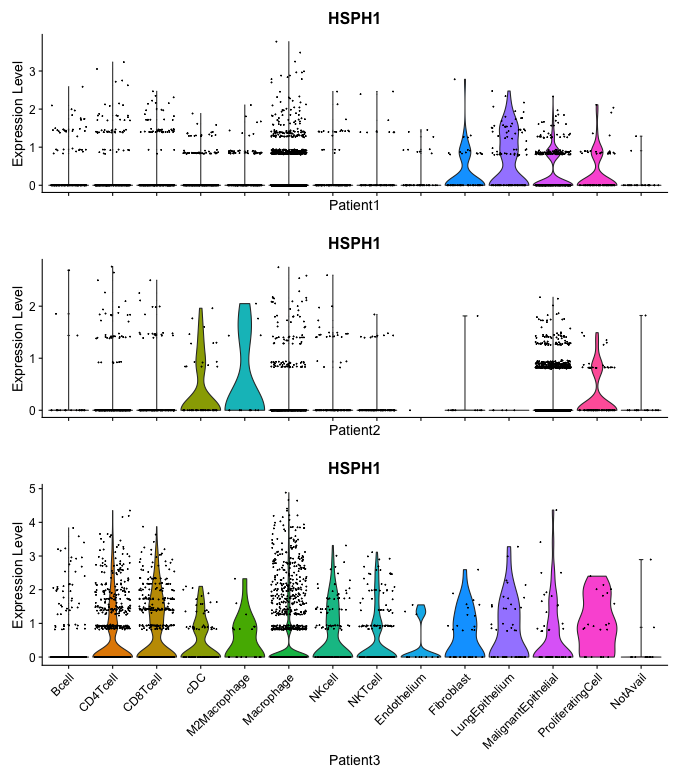 HSPH1
Expression Level
3
2
1
0
Patient1
HSPH1
Expression Level
2
1
0
Patient2
HSPH1
Expression Level
5
4
3
2
1
0
Bcell
CD4Tcell
CD8Tcell
cDC
M2Macrophage
Macrophage
NKcell
NKTcell
Endothelium
Fibroblast
LungEpithelium
MalignantEpithelial
ProliferatingCell
NotAvail
Patient3